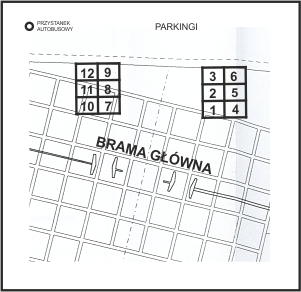 PRZYSTANEK
AUTOBUSOWY
PARKINGI
12 9
11 8
10 7
3 6
2 5
1 4
BRAMA GŁÓWNA